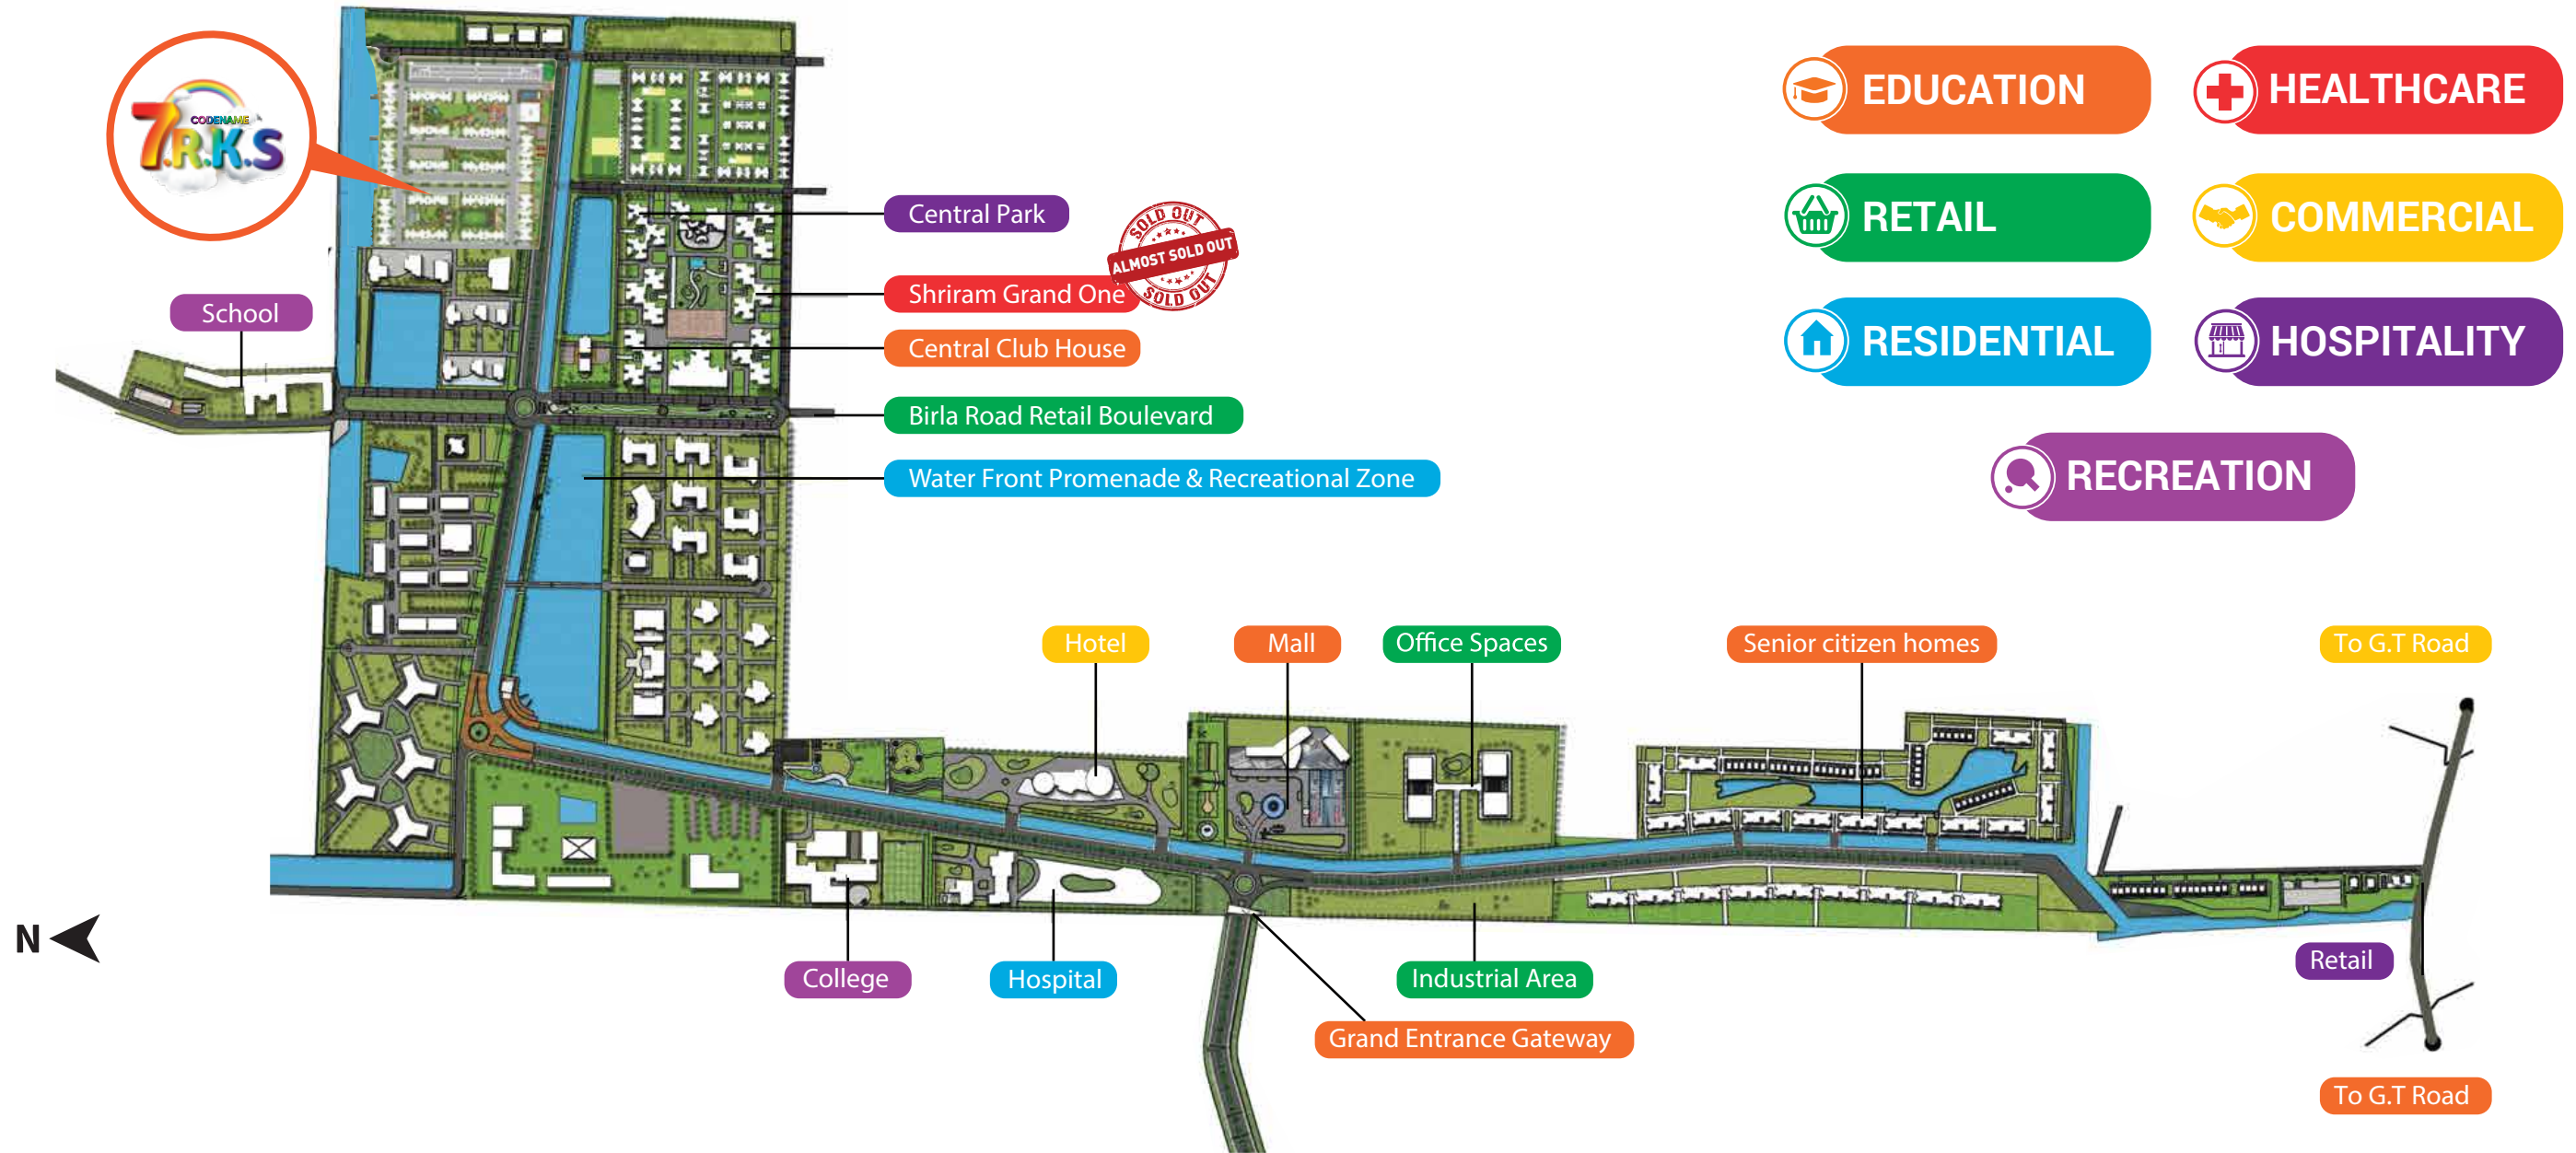 CODENAME
7.R.K.S
EDUCATION
HEALTHCARE
RETAIL
COMMERCIAL
RESIDENTIAL
HOSPITALITY
RECREATION
Central Park
SOLD OUT
ALMOST SOLD OUT
SOLD OUT
Shriram Grand One
School
Central Club House
Birla Road Retail Boulevard
Water Front Promenade & Recreational Zone
Hotel
Mall
Office Spaces
Senior citizen homes
To G.T Road
N
College
Hospital
Industrial Area
Retail
Grand Entrance Gateway
To G.T Road